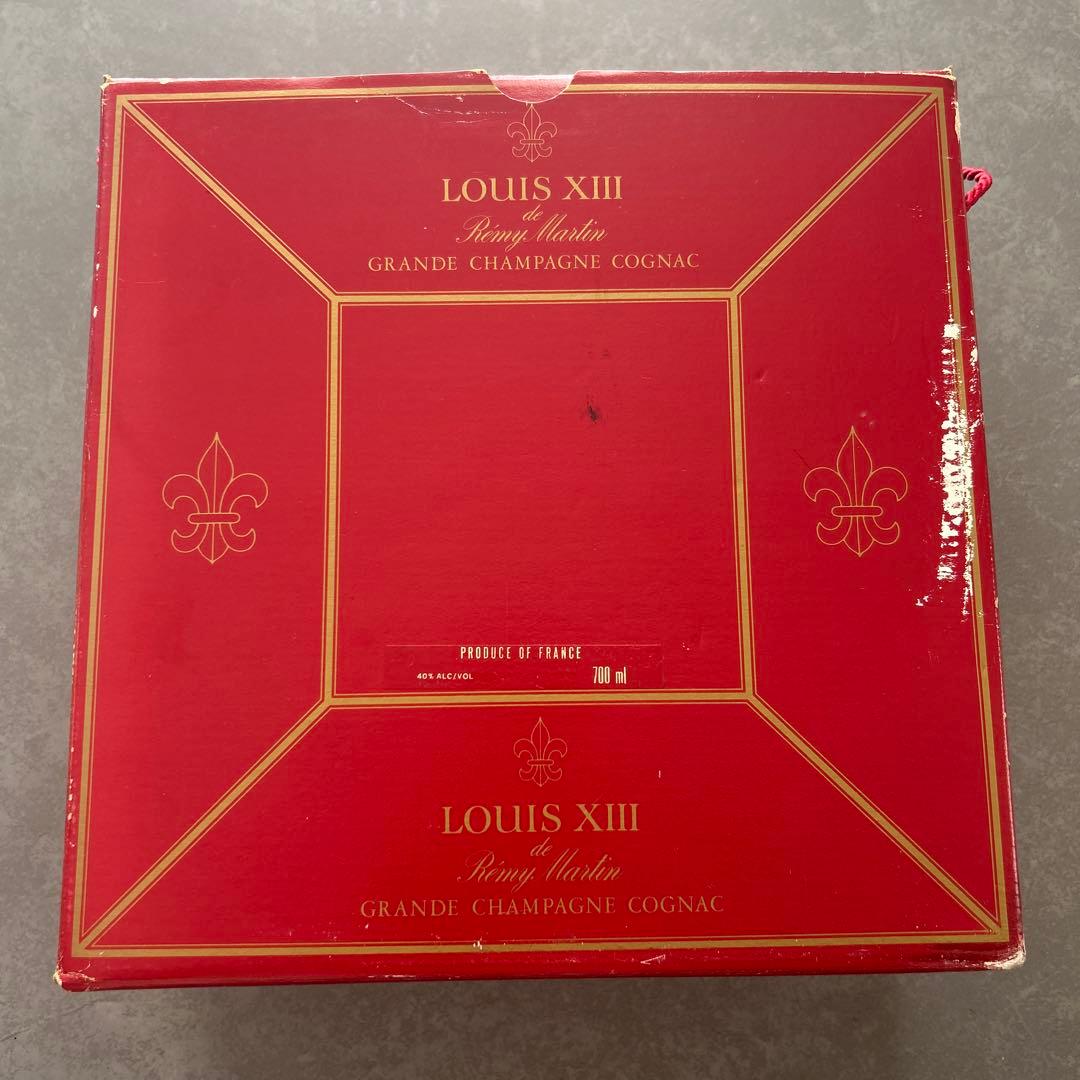 LOUIS XIII
de
Rémy Martin
GRANDE CHAMPAGNE COGNAC
PRODUCE OF FRANCE
40% ALC/VOL 700 ml
LOUIS XIII
de
Rémy Martin
GRANDE CHAMPAGNE COGNAC